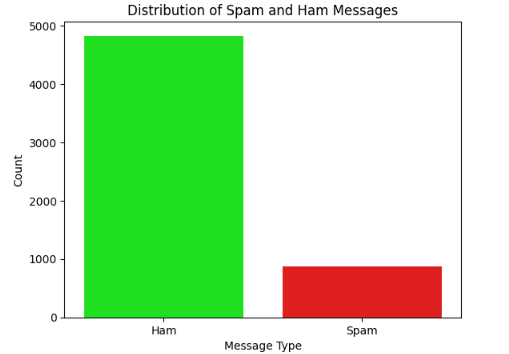 Distribution of Spam and Ham Messages
5000
4000
3000
2000
1000
0
Count
Ham
Spam
Message Type